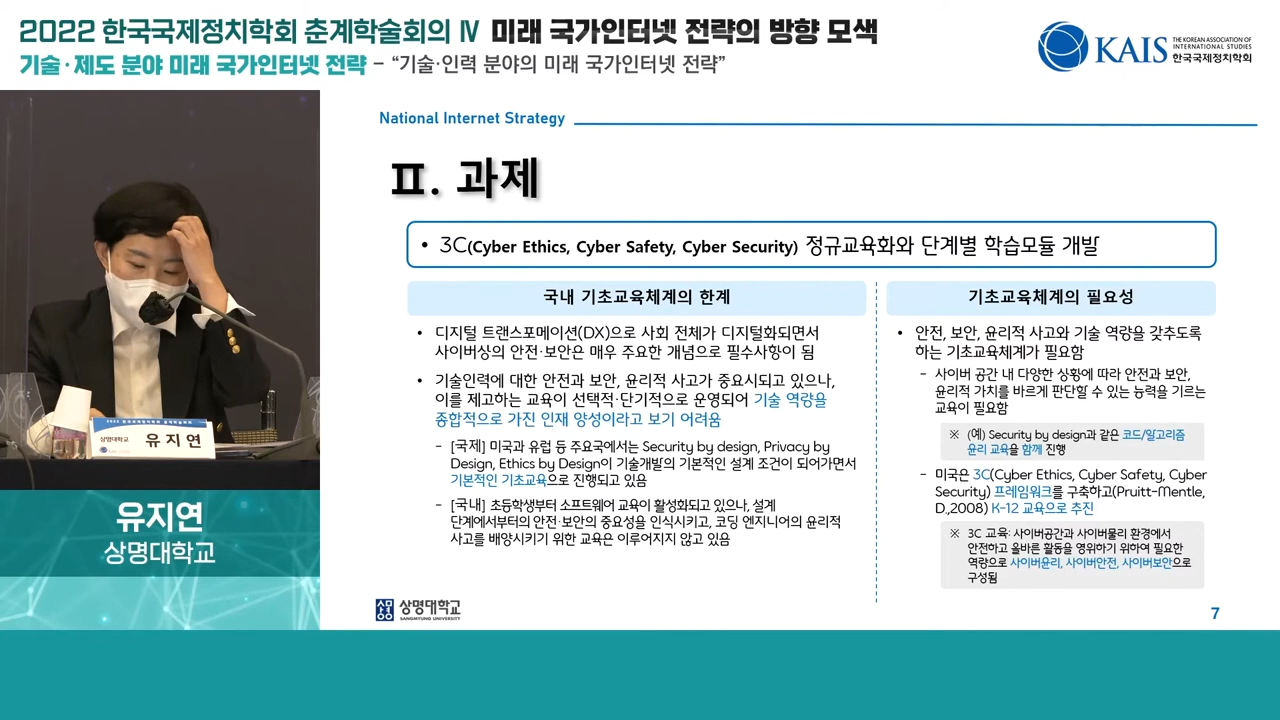 2022 한국국제정치학회 춘계학술회의 Ⅳ 미래 국가인터넷 전략의 방향 모색
기술·제도 분야 미래 국가인터넷 전략 - “기술·인력 분야의 미래 국가인터넷 전략”
KAIS
THE KOREAN ASSOCIATION OF
INTERNATIONAL STUDIES
한국국제정치학회
National Internet Strategy
Ⅱ. 과제
• 3C(Cyber Ethics, Cyber Safety, Cyber Security) 정규교육화와 단계별 학습모듈 개발
국내 기초교육체계의 한계
• 디지털 트랜스포메이션(DX)으로 사회 전체가 디지털화되면서
사이버상의 안전·보안은 매우 주요한 개념으로 필수사항이 됨
• 기술인력에 대한 안전과 보안, 윤리적 사고가 중요시되고 있으나,
이를 제고하는 교육이 선택적·단기적으로 운영되어 기술 역량을
종합적으로 가진 인재 양성이라고 보기 어려움
- [국제] 미국과 유럽 등 주요국에서는 Security by design, Privacy by
Design, Ethics by Design이 기술개발의 기본적인 설계 조건이 되어가면서
기본적인 기초교육으로 진행되고 있음
- [국내] 초등학생부터 소프트웨어 교육이 활성화되고 있으나, 설계
단계에서부터의 안전·보안의 중요성을 인식시키고, 코딩 엔지니어의 윤리적
사고를 배양시키기 위한 교육은 이루어지지 않고 있음
기초교육체계의 필요성
• 안전, 보안, 윤리적 사고와 기술 역량을 갖추도록
하는 기초교육체계가 필요함
- 사이버 공간 내 다양한 상황에 따라 안전과 보안,
윤리적 가치를 바르게 판단할 수 있는 능력을 기르는
교육이 필요함
※ (예) Security by design과 같은 코드/알고리즘
윤리 교육을 함께 진행
- 미국은 3C(Cyber Ethics, Cyber Safety, Cyber
Security) 프레임워크를 구축하고(Pruitt-Mentle,
D.,2008) K-12 교육으로 추진
※ 3C 교육: 사이버공간과 사이버물리 환경에서
안전하고 올바른 활동을 영위하기 위하여 필요한
역량으로 사이버윤리, 사이버안전, 사이버보안으로
구성됨
상명대학교
SANGMYUNG UNIVERSITY
7
상명대학교 유지연
유지연
상명대학교